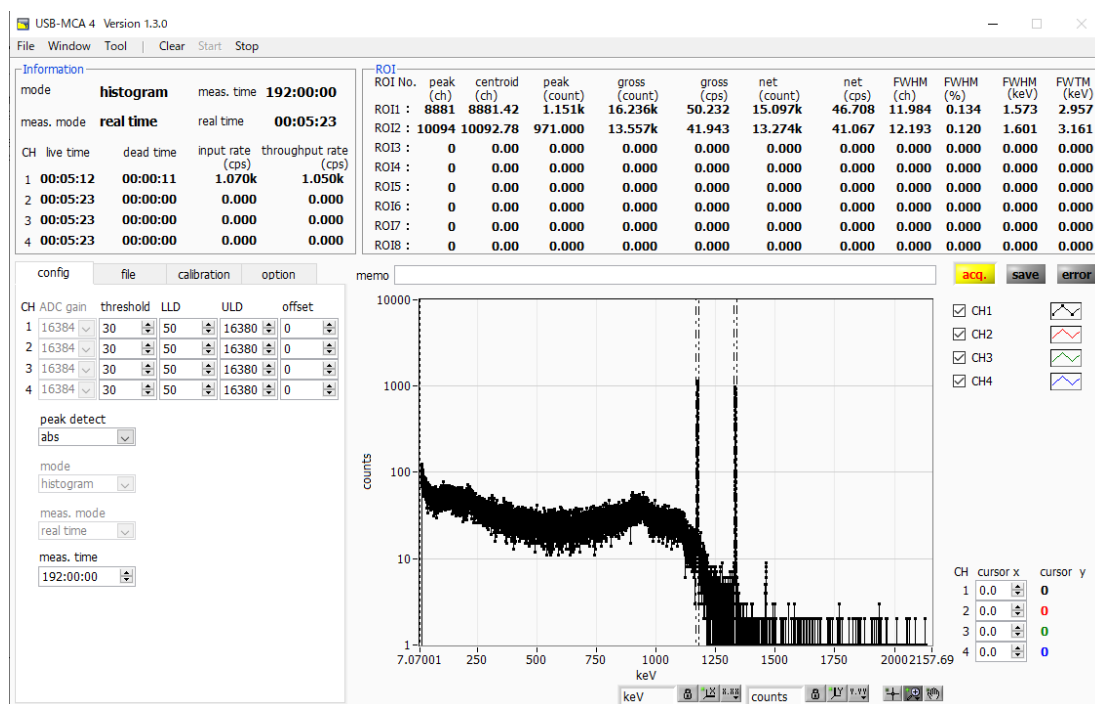 USB-MCA 4 Version 1.3.0
File Window Tool | Clear Start Stop
Information
mode histogram meas. time 192:00:00
meas. mode real time real time 00:05:23
CH live time dead time input rate (cps) throughput rate (cps)
1 00:05:12 00:00:11 1.070k 1.050k
2 00:05:23 00:00:00 0.000 0.000
3 00:05:23 00:00:00 0.000 0.000
4 00:05:23 00:00:00 0.000 0.000
ROI
ROI No. peak (ch) centroid (ch) peak (count) gross (count) gross (cps) net (count) net (cps) FWHM (ch) FWHM (%) FWHM (keV) FWTM (keV)
ROI1 : 8881 8881.42 1.151k 16.236k 50.232 15.097k 46.708 11.984 0.134 1.573 2.957
ROI2 : 10094 10092.78 971.000 13.557k 41.943 13.274k 41.067 12.193 0.120 1.601 3.161
ROI3 : 0 0.00 0.000 0.000 0.000 0.000 0.000 0.000 0.000 0.000 0.000
ROI4 : 0 0.00 0.000 0.000 0.000 0.000 0.000 0.000 0.000 0.000 0.000
ROI5 : 0 0.00 0.000 0.000 0.000 0.000 0.000 0.000 0.000 0.000 0.000
ROI6 : 0 0.00 0.000 0.000 0.000 0.000 0.000 0.000 0.000 0.000 0.000
ROI7 : 0 0.00 0.000 0.000 0.000 0.000 0.000 0.000 0.000 0.000 0.000
ROI8 : 0 0.00 0.000 0.000 0.000 0.000 0.000 0.000 0.000 0.000 0.000
config file calibration option
CH ADC gain threshold LLD ULD offset
1 16384 30 50 16380 0
2 16384 30 50 16380 0
3 16384 30 50 16380 0
4 16384 30 50 16380 0
peak detect
abs
mode
histogram
meas. mode
real time
meas. time
192:00:00
memo
acq. save error
CH1
CH2
CH3
CH4
10000
1000
100
10
1
counts
7.07001 250 500 750 1000 1250 1500 1750 2000 2157.69
keV
keV counts
CH cursor x cursor y
1 0.0 0
2 0.0 0
3 0.0 0
4 0.0 0